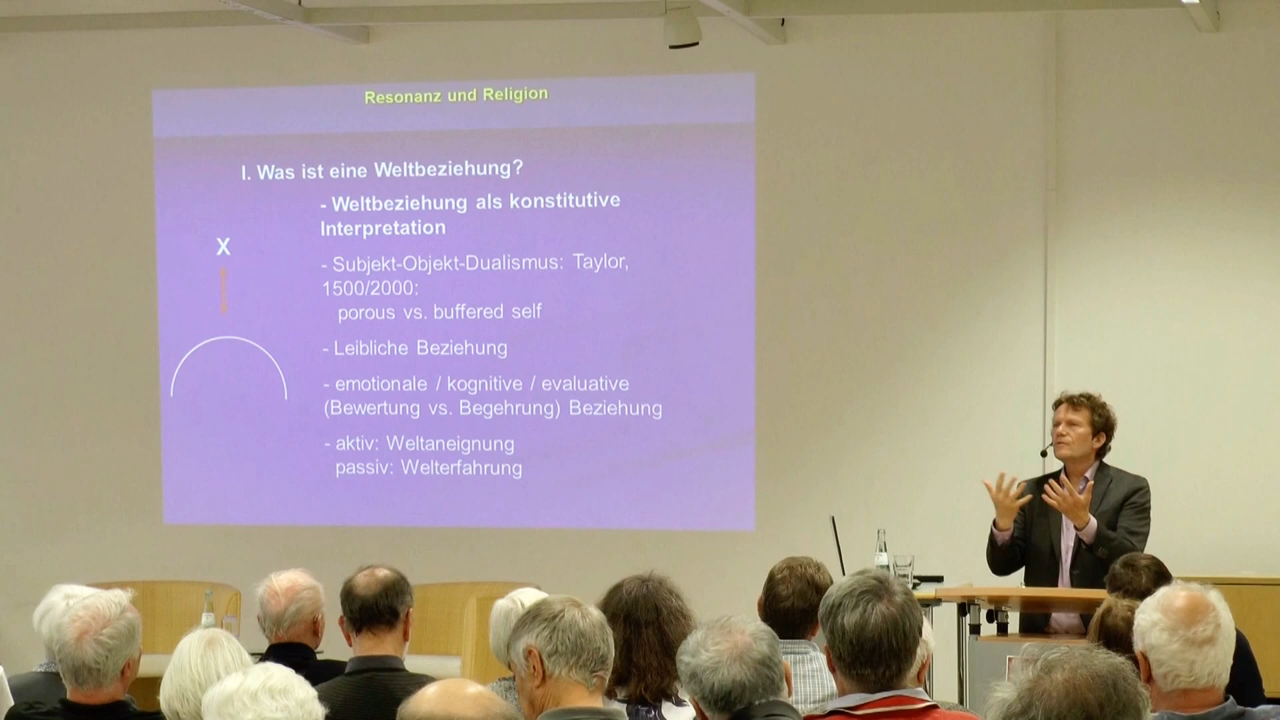 Resonanz und Religion
I. Was ist eine Weltbeziehung?
- Weltbeziehung als konstitutive
Interpretation
X
- Subjekt-Objekt-Dualismus: Taylor,
1500/2000:
porous vs. buffered self
- Leibliche Beziehung
- emotionale / kognitive / evaluative
(Bewertung vs. Begehrung) Beziehung
- aktiv: Weltaneignung
passiv: Welterfahrung